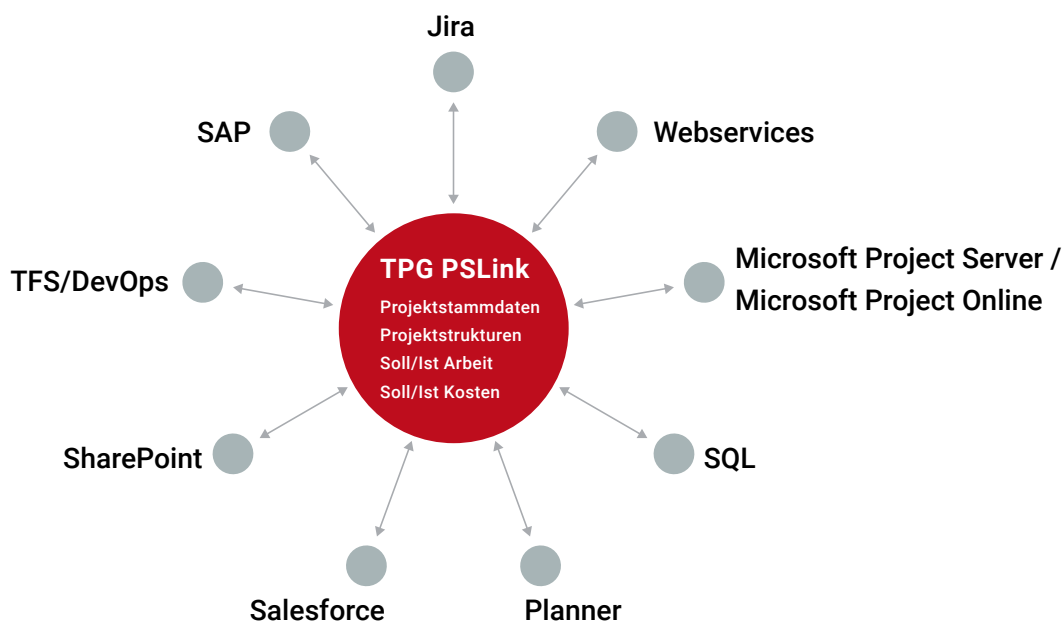 Jira
SAP
Webservices
TFS/DevOps
TPG PSLink
Projektstammdaten
Projektstrukturen
Soll/Ist Arbeit
Soll/Ist Kosten
Microsoft Project Server /
Microsoft Project Online
SharePoint
SQL
Salesforce
Planner